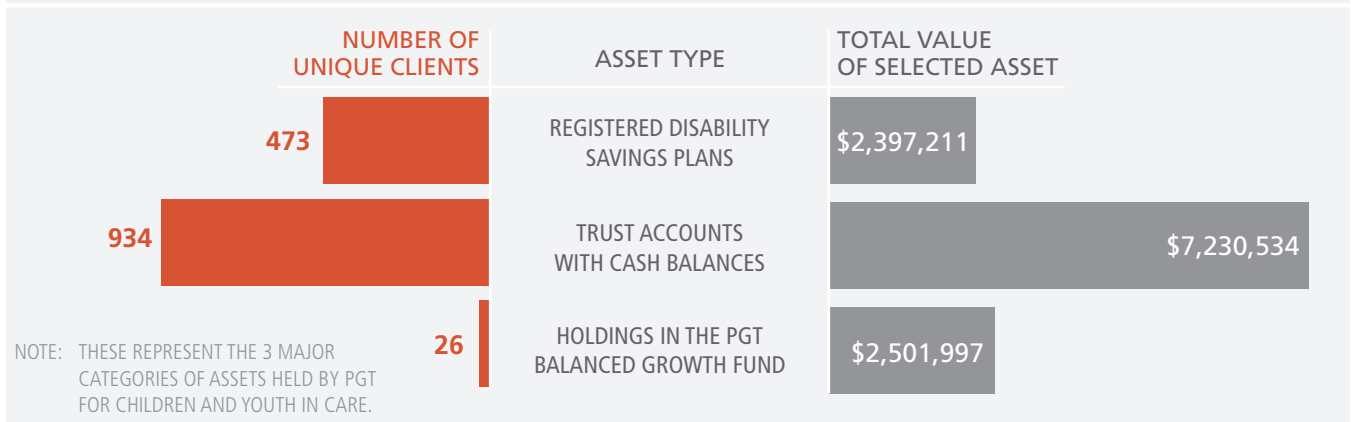 NUMBER OF
UNIQUE CLIENTS
ASSET TYPE
TOTAL VALUE
OF SELECTED ASSET
473
REGISTERED DISABILITY
SAVINGS PLANS
$2,397,211
934
TRUST ACCOUNTS
WITH CASH BALANCES
$7,230,534
26
HOLDINGS IN THE PGT
BALANCED GROWTH FUND
$2,501,997
NOTE: THESE REPRESENT THE 3 MAJOR
CATEGORIES OF ASSETS HELD BY PGT
FOR CHILDREN AND YOUTH IN CARE.